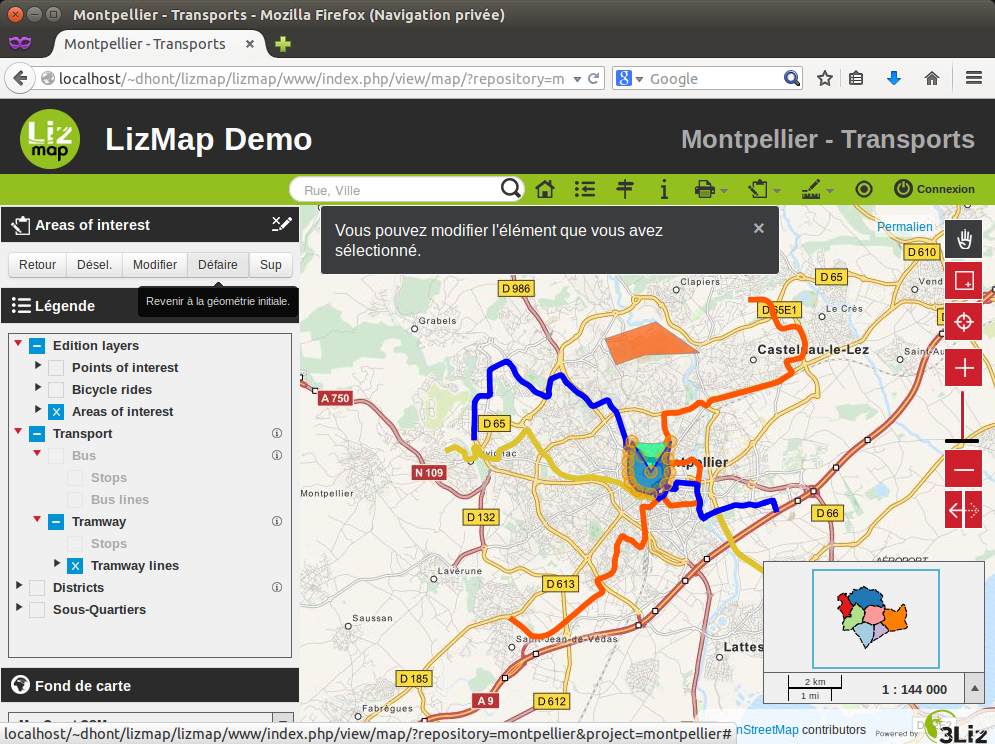 Montpellier - Transports - Mozilla Firefox (Navigation privée)
Montpellier - Transports
localhost/~dhont/lizmap/lizmap/www/index.php/view/map/?repository=m
Google
Liz
map
LizMap Demo
Montpellier - Transports
Rue, Ville
Connexion
Areas of interest
Retour
Désel.
Modifier
Défaire
Sup
Revenir à la géométrie initiale.
Vous pouvez modifier l'élément que vous avez
sélectionné.
Permalien
Légende
Edition layers
Points of interest
Bicycle rides
Areas of interest
Transport
Bus
Stops
Bus lines
Tramway
Stops
Tramway lines
Districts
Sous-Quartiers
Fond de carte
D 610
D 65
D 986
Clapiers
Vend
D 65E1
Le Crès
Grabels
Castelnau-le-Lez
Saint-Au
A 750
D 65
N 109
Montpellier
D 132
D 66
AÉROPORT
Lavérune
D 613
Saussan
Saint-Jean-de-Védas
Lattes
D 185
Fabrègues
A 9
D 612
2 km
1 mi
1 : 144 000
localhost/~dhont/lizmap/lizmap/www/index.php/view/map/?repository=montpellier&project=montpellier#
nStreetMap contributors
Powered by
3Liz